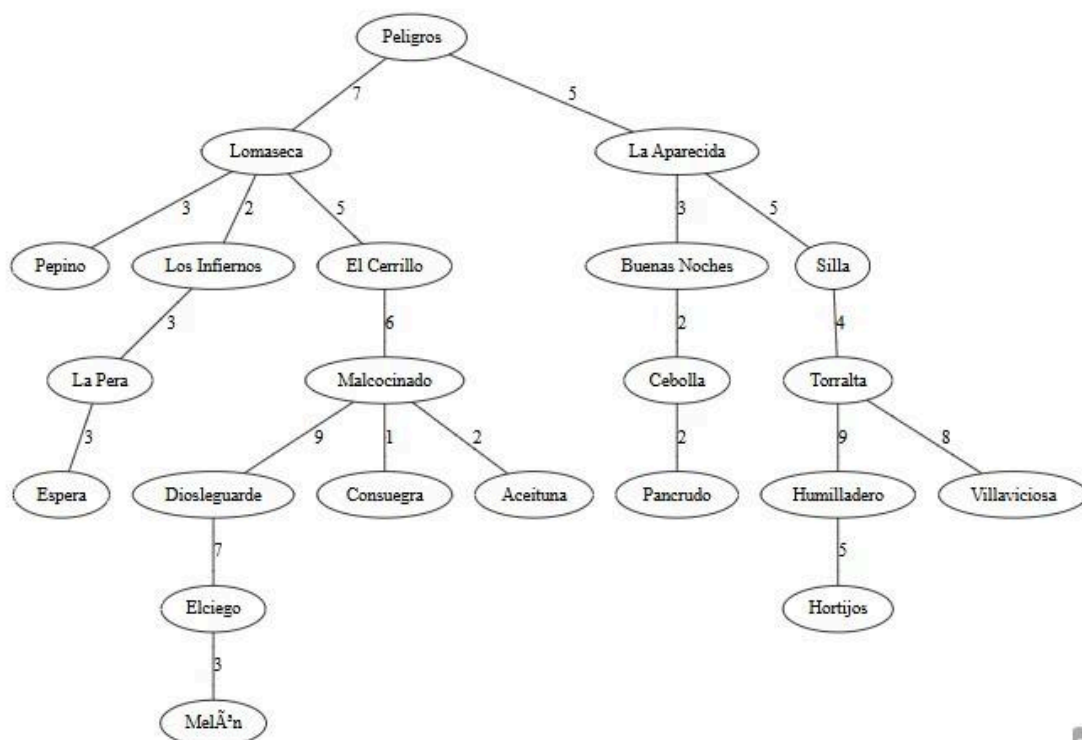 Peligros
7 5
Lomaseca La Aparecida
3 2 5 3 5
Pepino Los Infiernos El Cerrillo Buenas Noches Silla
3 6 2 4
La Pera Malcocinado Cebolla Torralta
3 9 1 2 2 9 8
Espera Diosleguarde Consuegra Aceituna Pancrudo Humilladero Villaviciosa
7 5
Elciego Hortijos
3
MelÃ³n